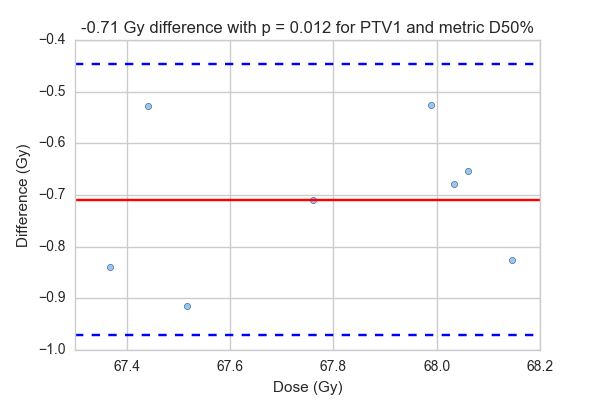 -0.71 Gy difference with p = 0.012 for PTV1 and metric D50%
−0.4
−0.5
−0.6
−0.7
−0.8
−0.9
−1.0
Difference (Gy)
67.4 67.6 67.8 68.0 68.2
Dose (Gy)